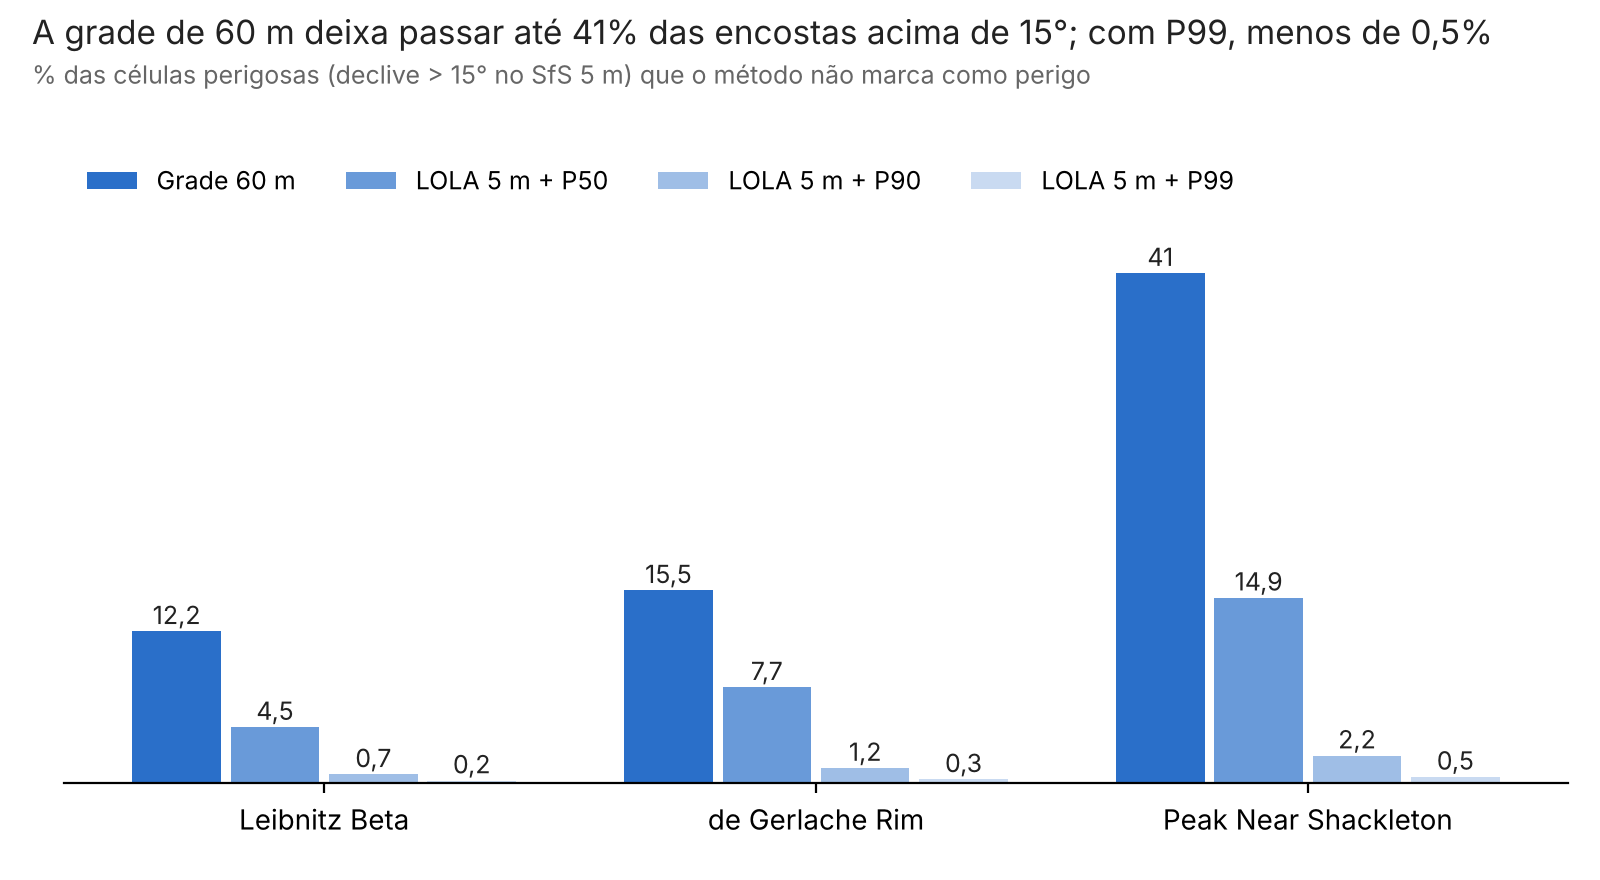 A grade de 60 m deixa passar até 41% das encostas acima de 15°; com P99, menos de 0,5%
% das células perigosas (declive > 15° no SfS 5 m) que o método não marca como perigo
Grade 60 m LOLA 5 m + P50 LOLA 5 m + P90 LOLA 5 m + P99
12,2 4,5 0,7 0,2
15,5 7,7 1,2 0,3
41 14,9 2,2 0,5
Leibnitz Beta de Gerlache Rim Peak Near Shackleton